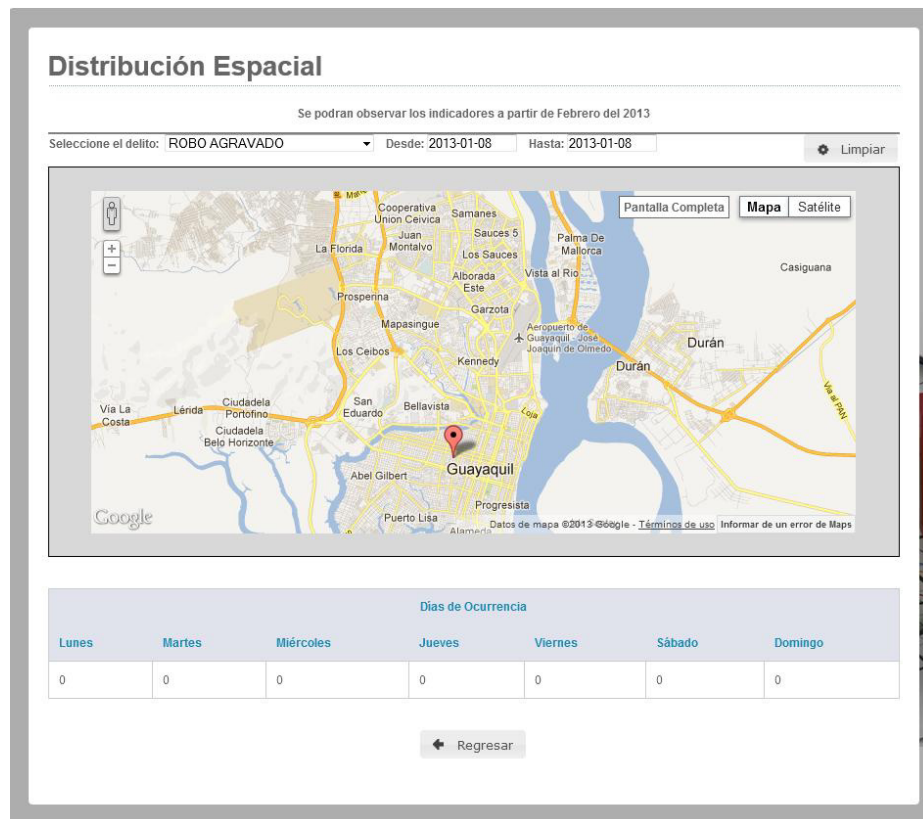 Distribución Espacial
Se podran observar los indicadores a partir de Febrero del 2013
Seleccione el delito: ROBO AGRAVADO Desde: 2013-01-08 Hasta: 2013-01-08 Limpiar
Pantalla Completa Mapa Satélite
Cooperativa
Union Ceivica
Samanes
Juan
Montalvo
Sauces 5
La Florida
Los Sauces
Palma De
Mallorca
Alborada
Este
Vista al Rio
Casiguana
Prosperina
Garzota
Mapasingue
Aeropuerto de
Guayaquil - José
Joaquín de Olmedo
Los Ceibos
Kennedy
Durán
Durán
Vía al PAN
Vía La
Costa
Lérida
Ciudadela
Portofino
San
Eduardo
Bellavista
Loja
Ciudadela
Belo Horizonte
Abel Gilbert
Guayaquil
Google
Puerto Lisa
Progresista
Alameda
Datos de mapa ©2013 Google - Términos de uso Informar de un error de Maps
Días de Ocurrencia
Lunes Martes Miércoles Jueves Viernes Sábado Domingo
0 0 0 0 0 0 0
Regresar